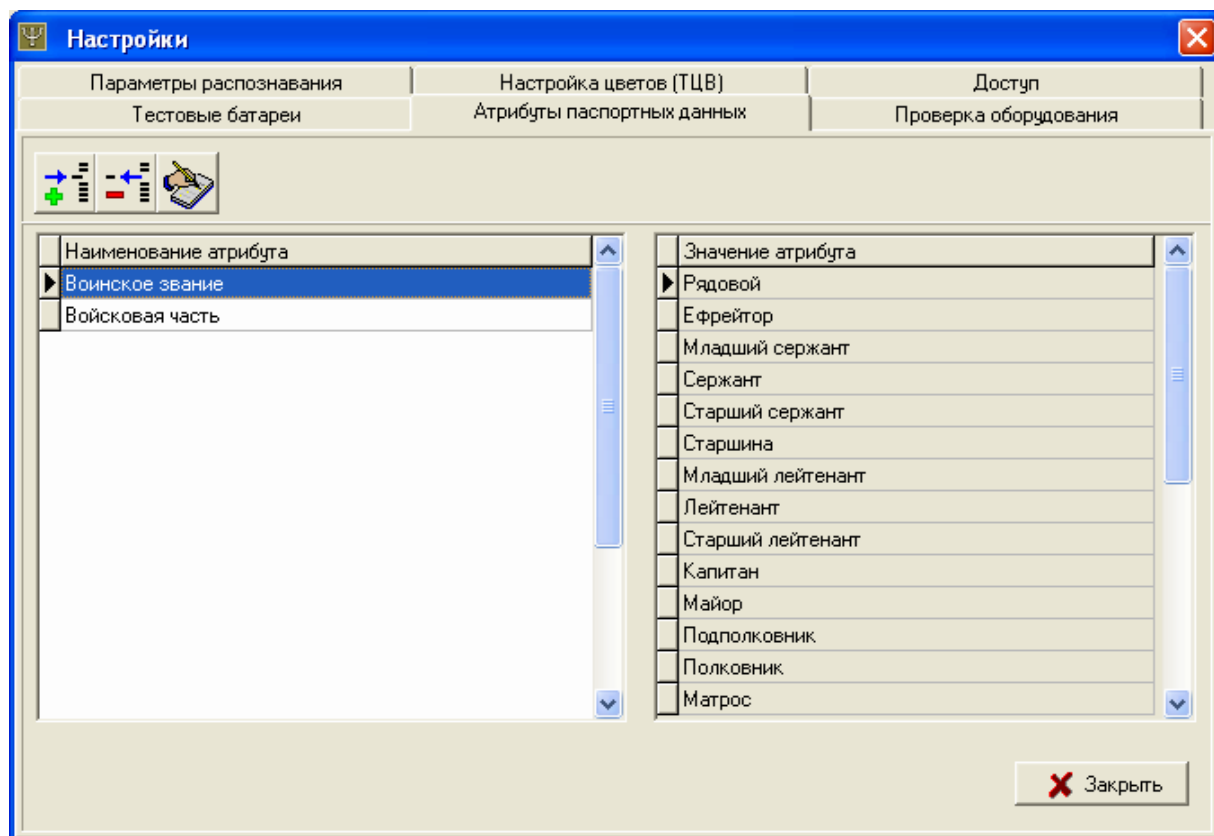 Настройки
Параметры распознавания
Настройка цветов (ТЦВ)
Доступ
Тестовые батареи
Атрибуты паспортных данных
Проверка оборудования
Наименование атрибута
Воинское звание
Войсковая часть
Значение атрибута
Рядовой
Ефрейтор
Младший сержант
Сержант
Старший сержант
Старшина
Младший лейтенант
Лейтенант
Старший лейтенант
Капитан
Майор
Подполковник
Полковник
Матрос
Закрыть